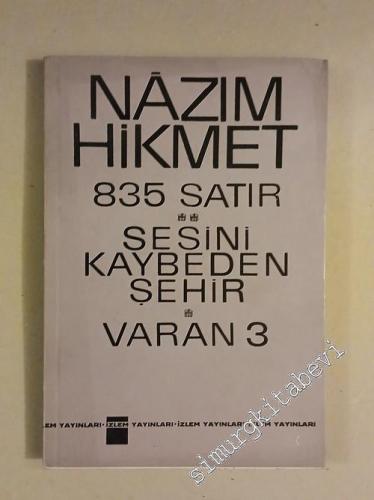 NÂZIM
HİKMET
835 SATIR
SESİNİ
KAYBEDEN
ŞEHİR
VARAN 3
LEM YAYINLARI · İZLEM YAYINLARI · İZLEM YAYINLARI · İZLEM YAYINLARI
simurgkitabevi